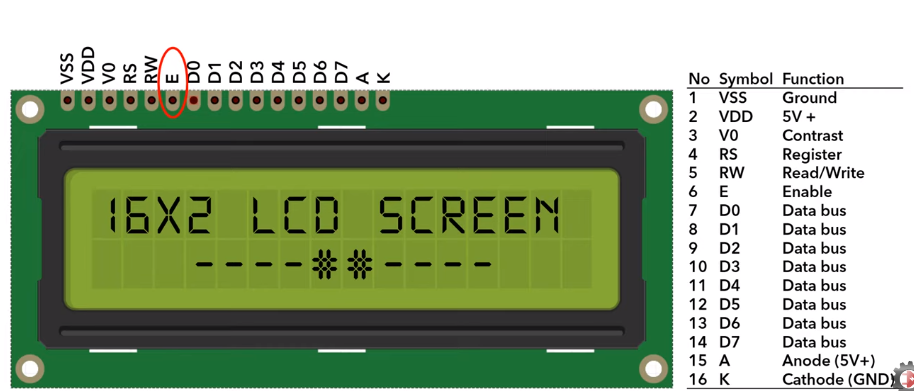 VSS VDD V0 RS RW E D0 D1 D2 D3 D4 D5 D6 D7 A K
16X2 LCD SCREEN
----**----
No Symbol Function
1 VSS Ground
2 VDD 5V +
3 V0 Contrast
4 RS Register
5 RW Read/Write
6 E Enable
7 D0 Data bus
8 D1 Data bus
9 D2 Data bus
10 D3 Data bus
11 D4 Data bus
12 D5 Data bus
13 D6 Data bus
14 D7 Data bus
15 A Anode (5V+)
16 K Cathode (GND)